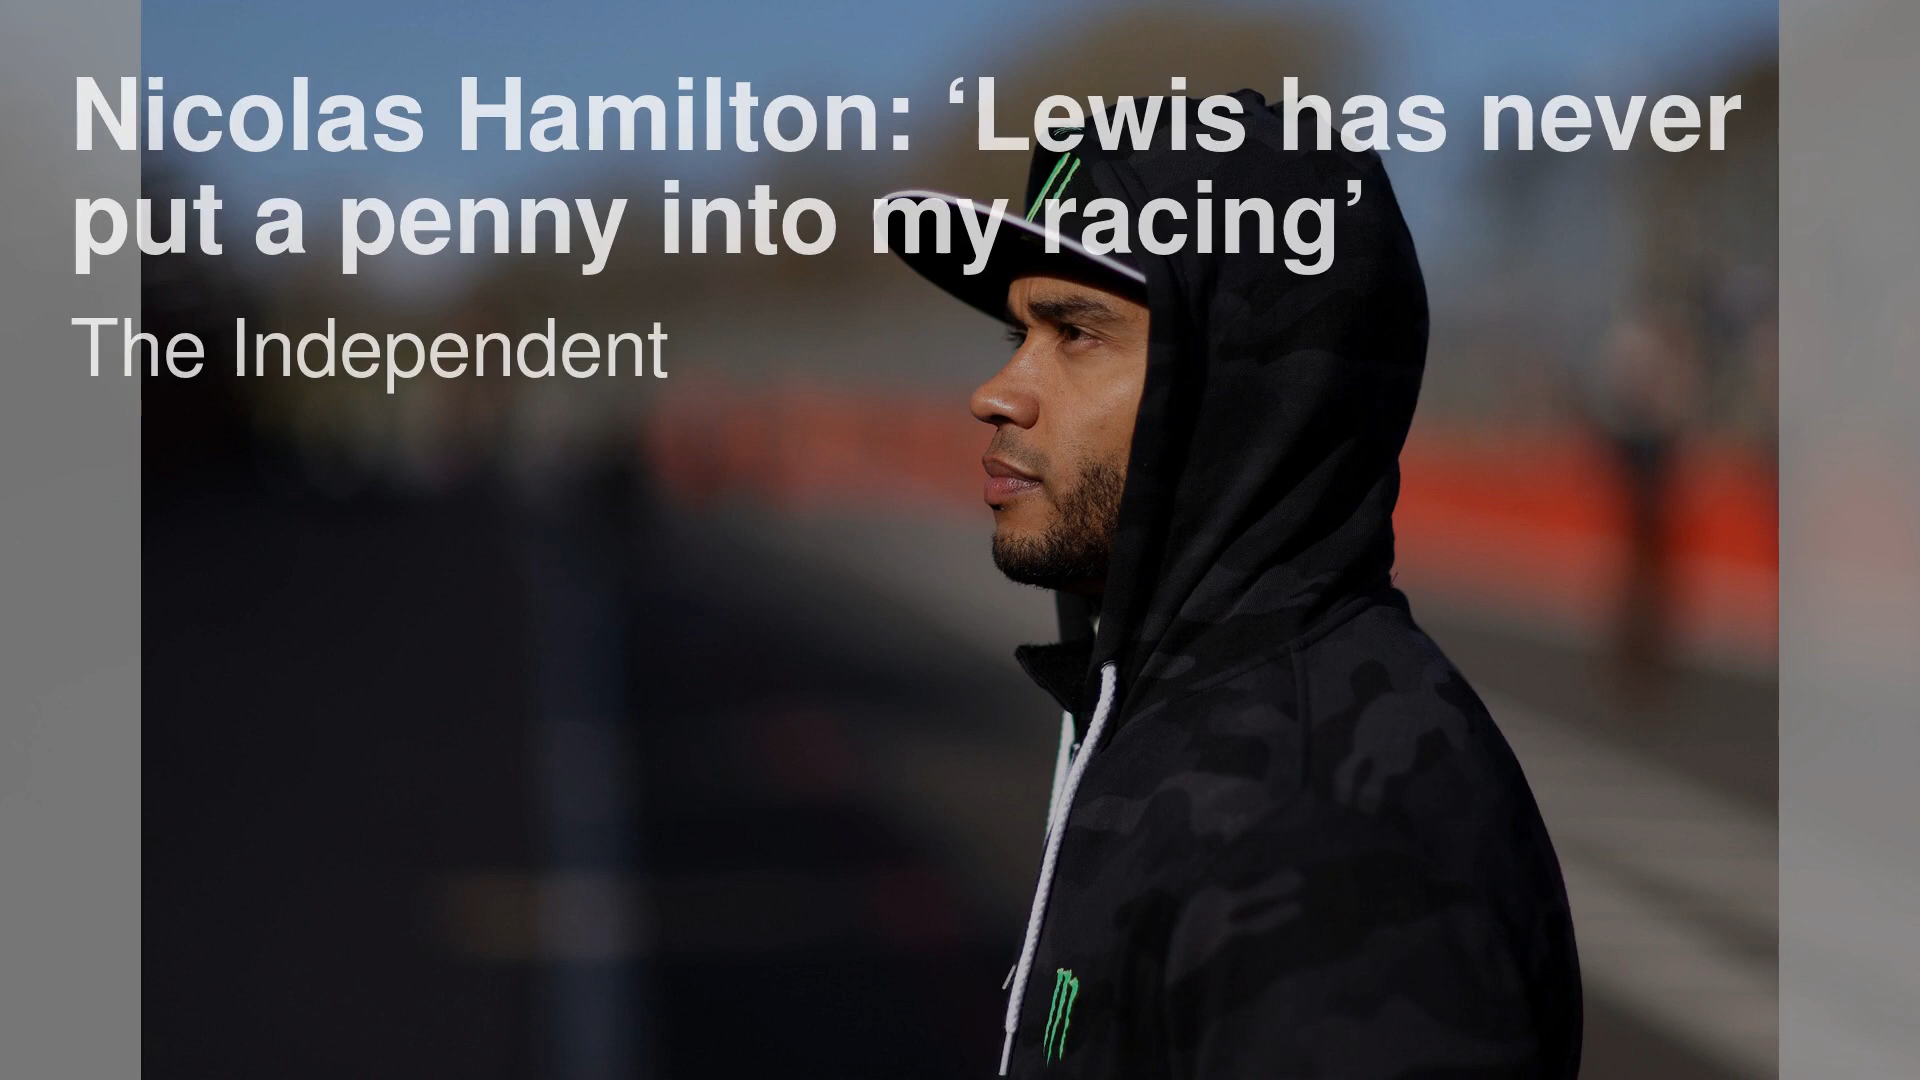 Nicolas Hamilton: ‘Lewis has never
put a penny into my racing’
The Independent